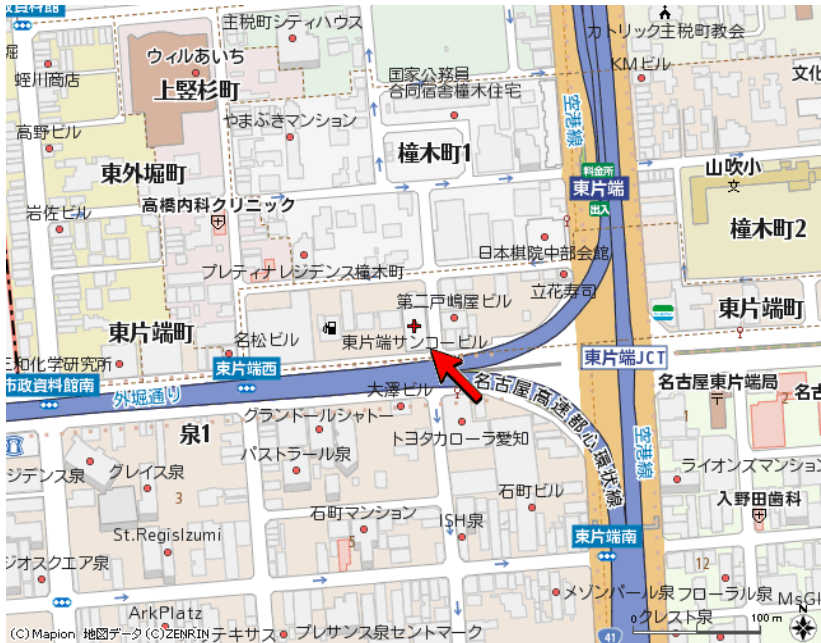 政資料館
主税町シティハウス
カトリック主税町教会
ウィルあいち
KMビル
蛭川商店
上竪杉町
国家公務員
合同宿舎橦木住宅
文化
空港線
高野ビル
やまぶきマンション
橦木町1
料金所
東片端
出入
山吹小
文
東外堀町
高橋内科クリニック
岩佐ビル
橦木町2
日本棋院中部会館
プレティナレジデンス橦木町
立花寿司
第二戸嶋屋ビル
東片端町
東片端町
名松ビル
東片端サンコービル
三和化学研究所
東片端西
東片端JCT
市政資料館南
外堀通り
大澤ビル
名古屋高速都心環状線
名古屋東片端局
名古
1
2
グランドールシャトー
泉1
トヨタカローラ愛知
空港線
パストラール泉
ジデンス泉
グレイス泉
ライオンズマンション
3
石町ビル
入野田歯科
石町マンション
ISH泉
St.RegisIzumi
東片端南
5
ジオスクエア泉
12
メゾンパール泉
フローラル泉
MsGl
ArkPlatz
クレスト泉
0
100m
N
(C)Mapion 地図データ(C)ZENRIN
テキサス
プレサンス泉セントマーク
41